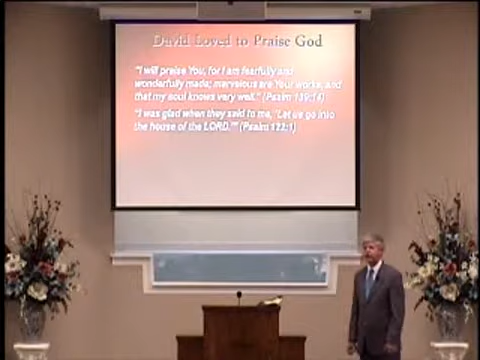 David Loved to Praise God
"I will praise You, for I am fearfully and
wonderfully made; marvelous are Your works, and
that my soul knows very well." (Psalm 139:14)
"I was glad when they said to me, "Let us go into
the house of the LORD."" (Psalm 122:1)